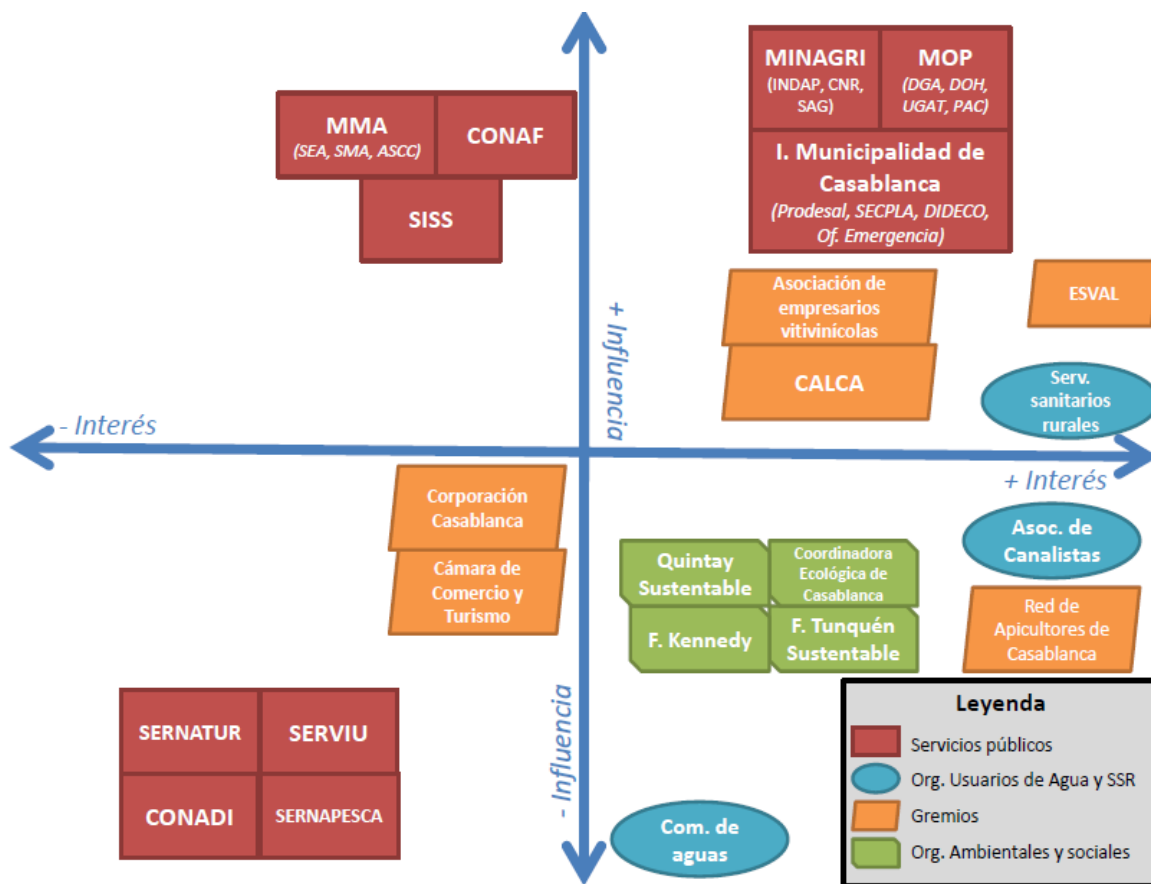 MINAGRI
(INDAP, CNR,
SAG)
MOP
(DGA, DOH,
UGAT, PAC)
MMA
(SEA, SMA, ASCC)
CONAF
SISS
I. Municipalidad de
Casablanca
(Prodesal, SECPLA, DIDECO,
Of. Emergencia)
Asociación de
empresarios
vitivinícolas
ESVAL
CALCA
Serv.
sanitarios
rurales
+ Influencia
- Interés
+ Interés
Corporación
Casablanca
Cámara de
Comercio y
Turismo
Quintay
Sustentable
Coordinadora
Ecológica de
Casablanca
F. Kennedy
F. Tunquén
Sustentable
Asoc. de
Canalistas
Red de
Apicultores de
Casablanca
SERNATUR
SERVIU
CONADI
SERNAPESCA
- Influencia
Com. de
aguas
Leyenda
Servicios públicos
Org. Usuarios de Agua y SSR
Gremios
Org. Ambientales y sociales